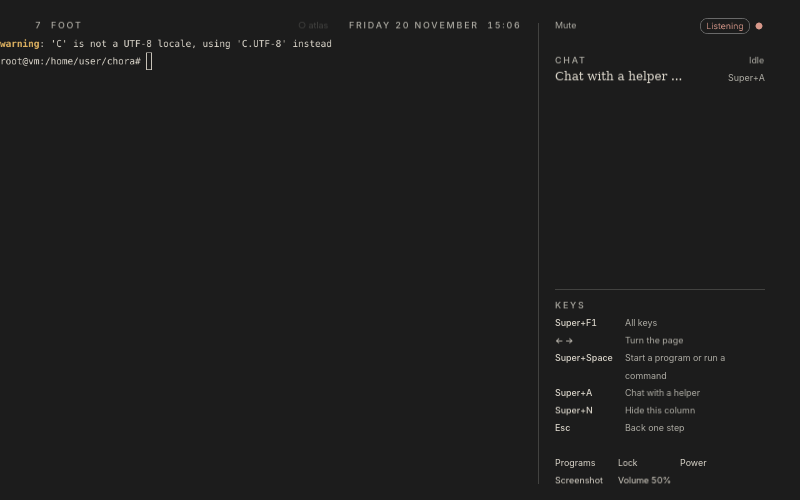 7 FOOT
atlas
FRIDAY 20 NOVEMBER 15:06
warning: 'C' is not a UTF-8 locale, using 'C.UTF-8' instead
root@vm:/home/user/chora#
Mute
Listening
CHAT
Idle
Chat with a helper ...
Super+A
KEYS
Super+F1 All keys
← → Turn the page
Super+Space Start a program or run a
command
Super+A Chat with a helper
Super+N Hide this column
Esc Back one step
Programs Lock Power
Screenshot Volume 50%